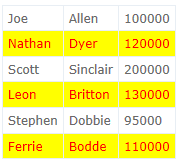 Joe Allen 100000
Nathan Dyer 120000
Scott Sinclair 200000
Leon Britton 130000
Stephen Dobbie 95000
Ferrie Bodde 110000